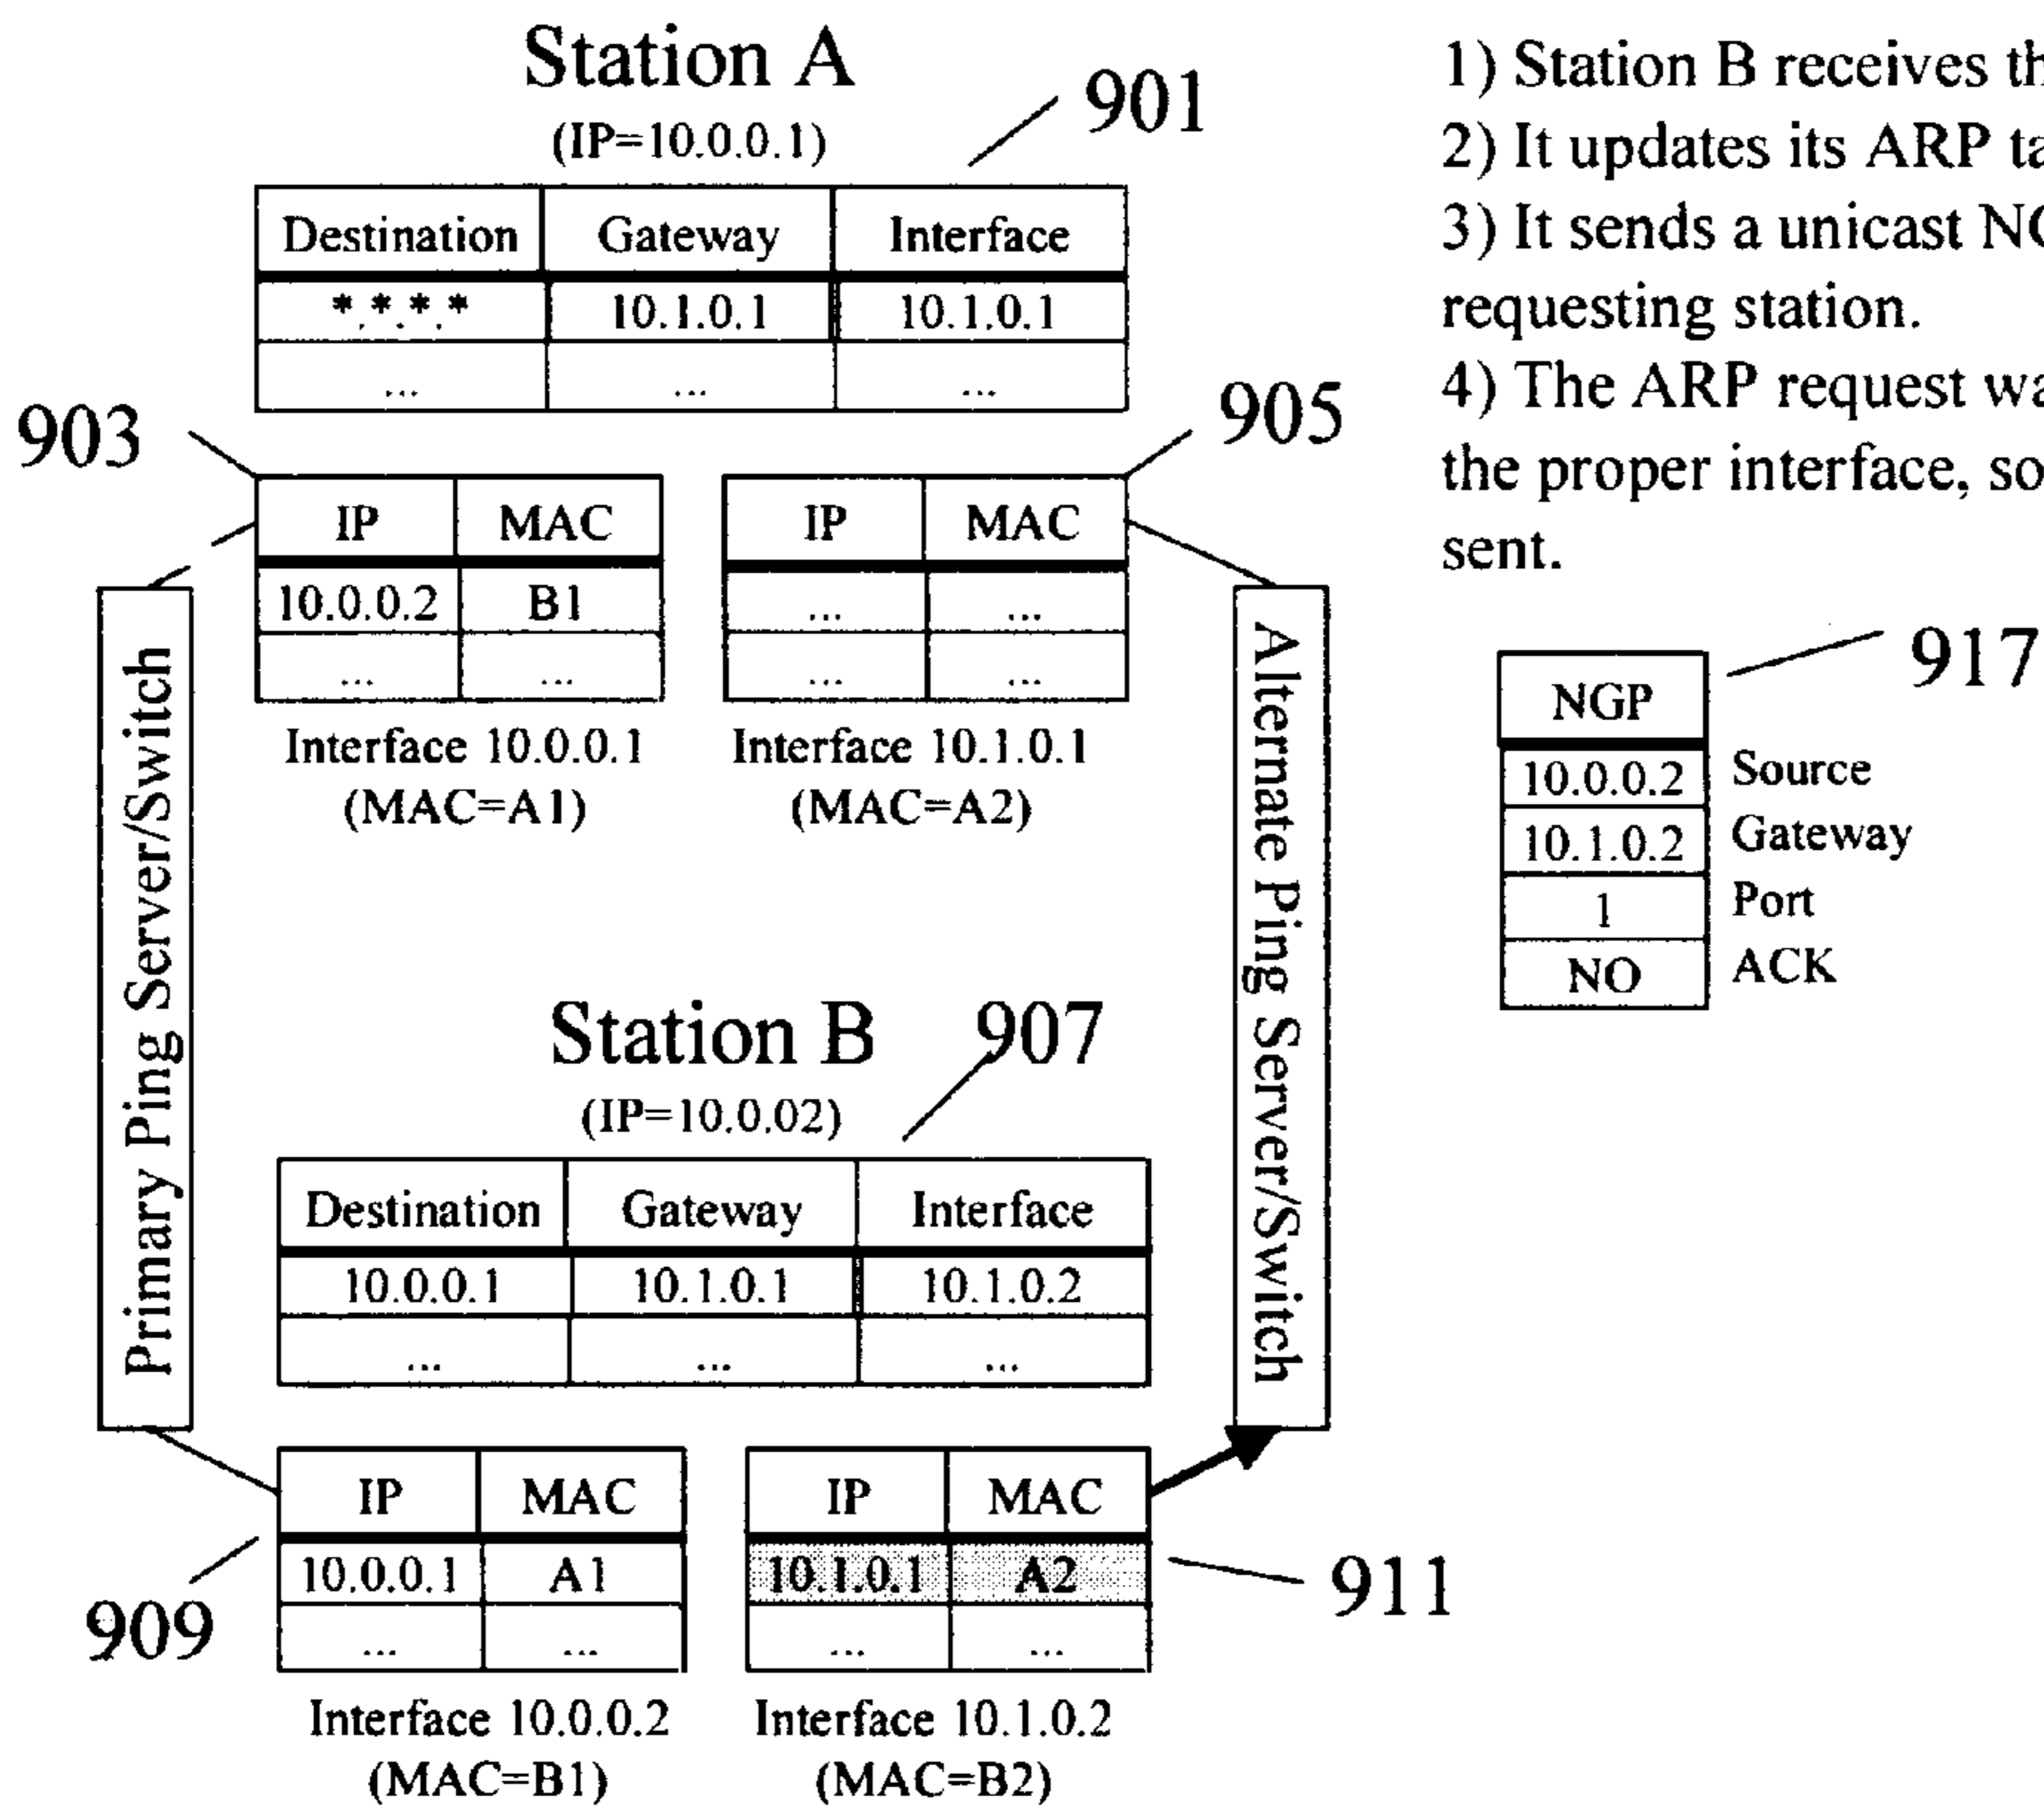 Station A
(IP=10.0.0.1)
901
Destination Gateway Interface
*.*.*.* 10.1.0.1 10.1.0.1
... ... ...
903
905
IP MAC
10.0.0.2 B1
... ...
Interface 10.0.0.1
(MAC=A1)
IP MAC
... ...
... ...
Interface 10.1.0.1
(MAC=A2)
Primary Ping Server/Switch
Alternate Ping Server/Switch
Station B
(IP=10.0.02)
907
Destination Gateway Interface
10.0.0.1 10.1.0.1 10.1.0.2
... ... ...
IP MAC
10.0.0.1 A1
... ...
909
Interface 10.0.0.2
(MAC=B1)
IP MAC
10.1.0.1 A2
... ...
911
Interface 10.1.0.2
(MAC=B2)
1) Station B receives th
2) It updates its ARP ta
3) It sends a unicast
requesting station.
4) The ARP request wa
the proper interface, so
sent.
917
NGP
10.0.0.2 Source
10.1.0.2 Gateway
1 Port
NO ACK